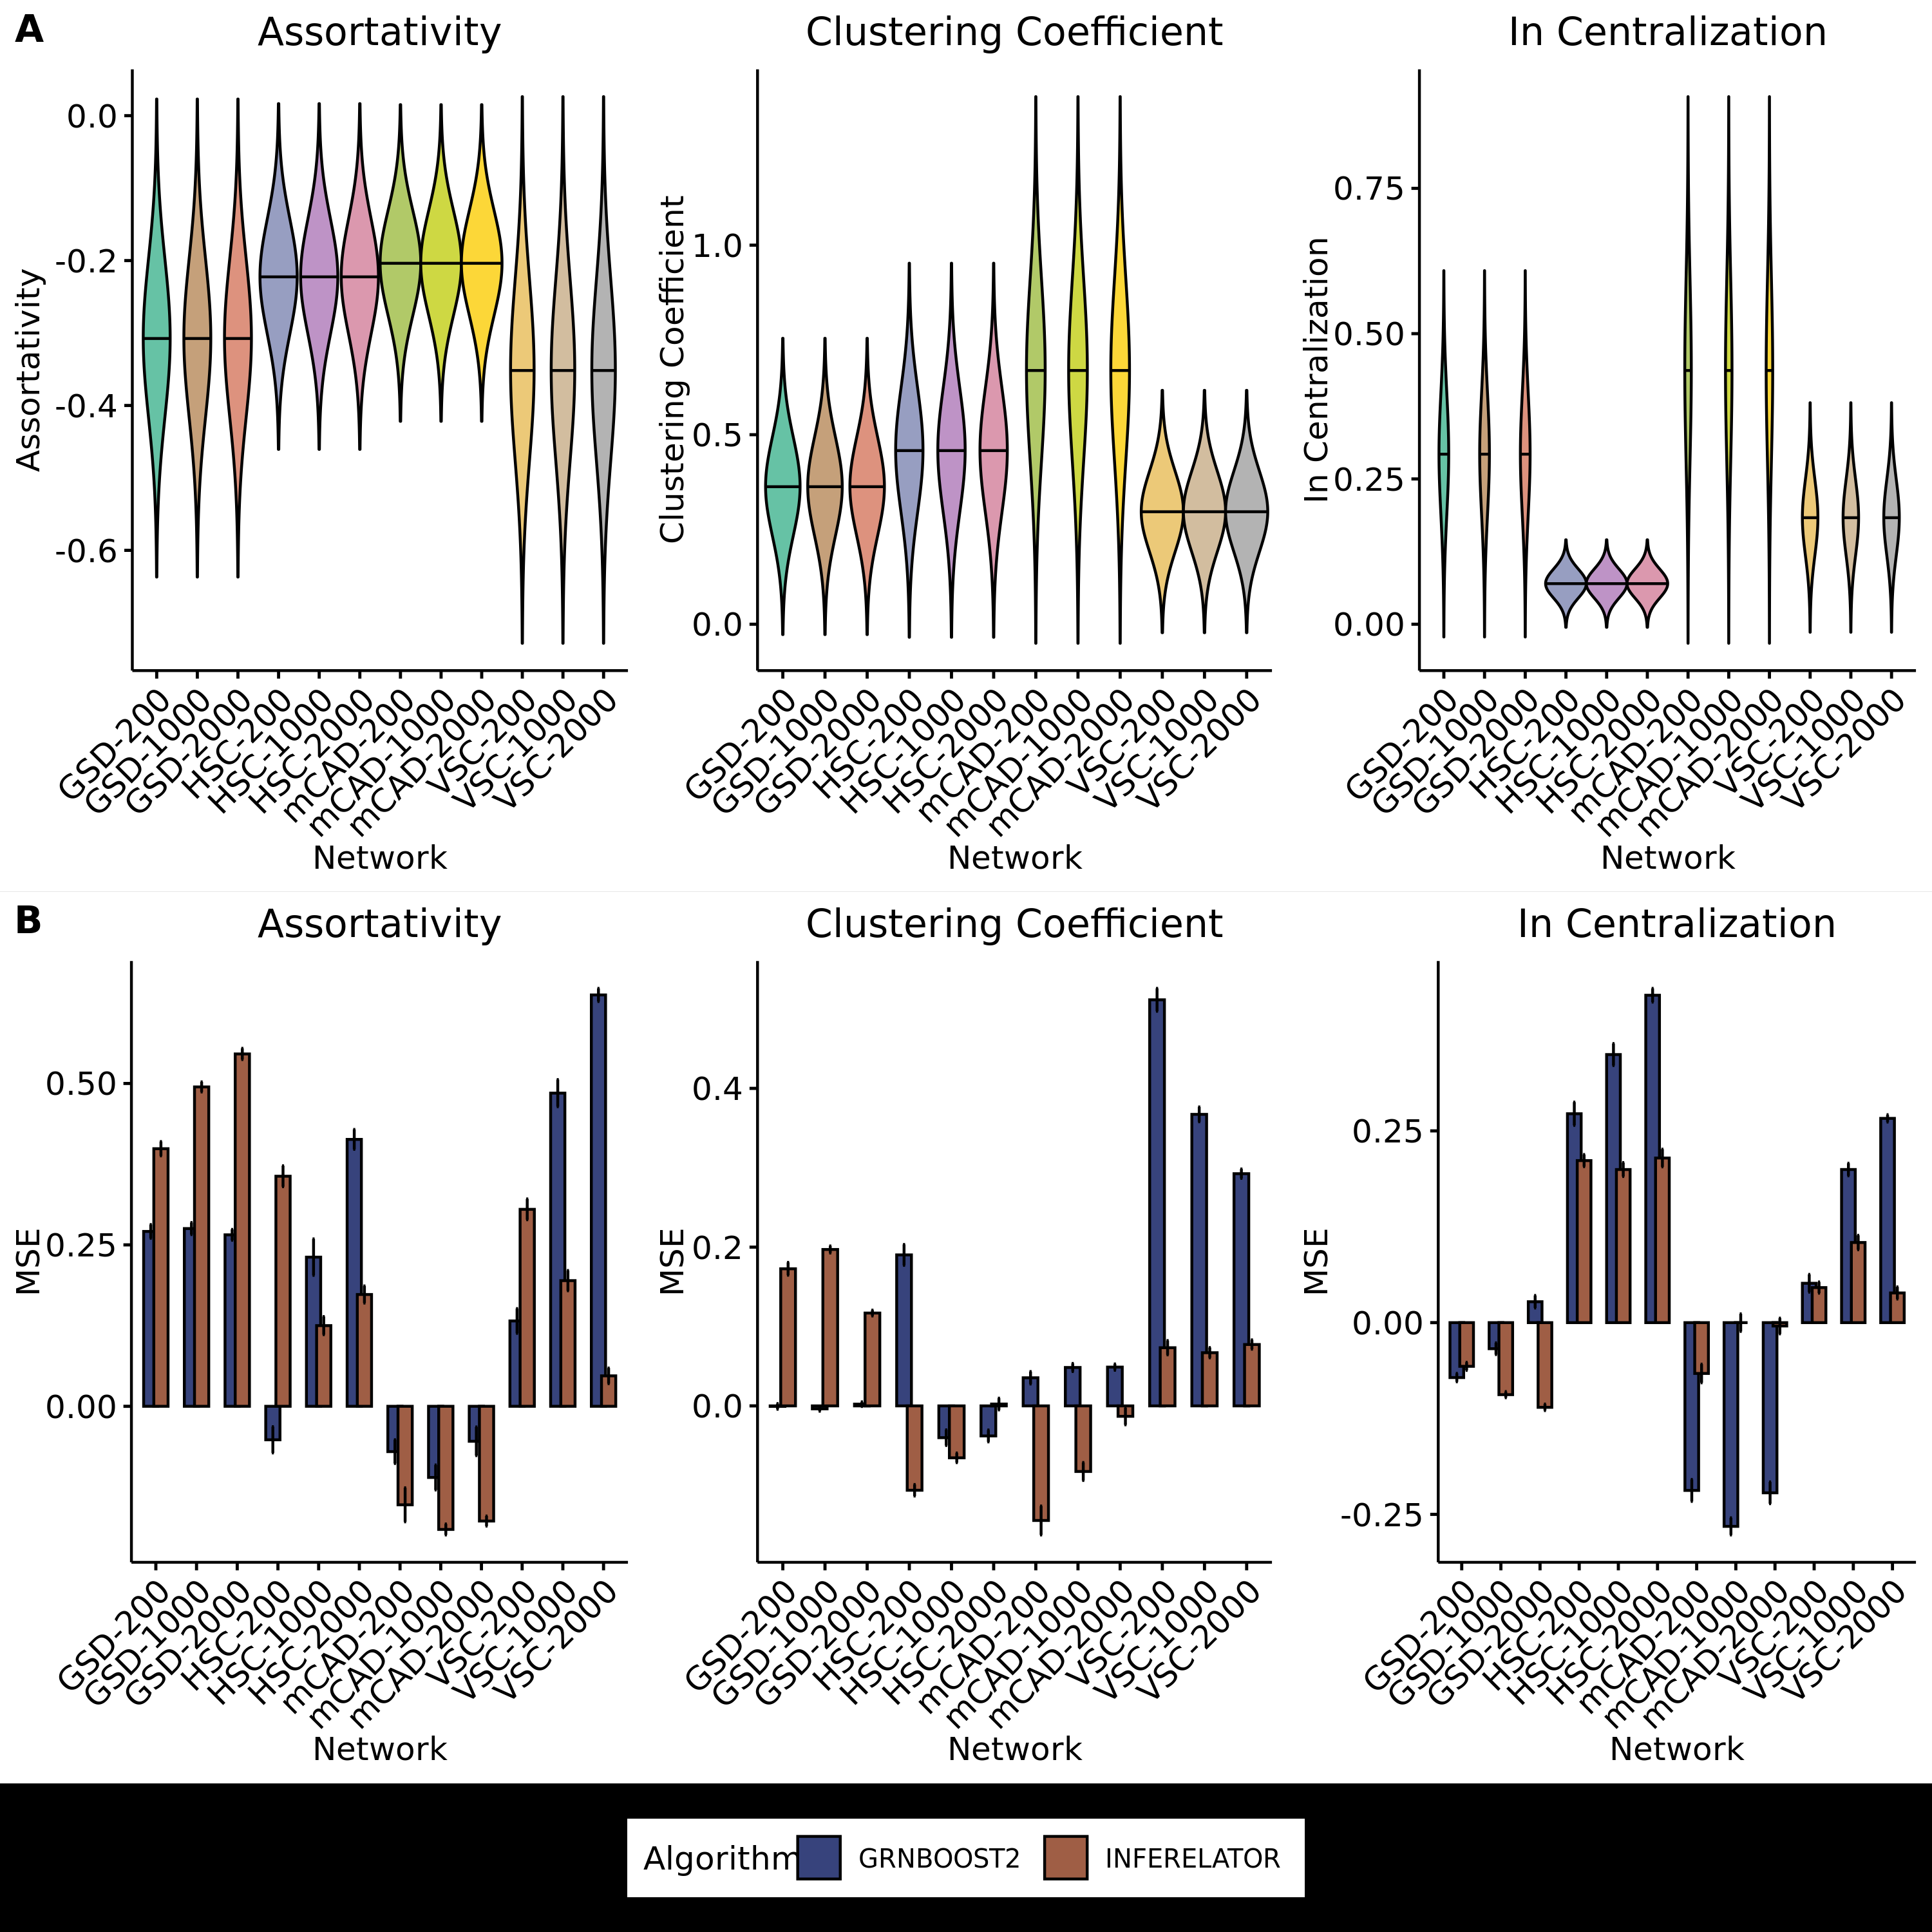 A
Assortativity
Clustering Coefficient
In Centralization
Assortativity
0.0
-0.2
-0.4
-0.6
GSD-200
GSD-1000
GSD-2000
HSC-200
HSC-1000
HSC-2000
mCAD-200
mCAD-1000
mCAD-2000
VSC-200
VSC-1000
VSC-2000
Network
Clustering Coefficient
1.0
0.5
0.0
GSD-200
GSD-1000
GSD-2000
HSC-200
HSC-1000
HSC-2000
mCAD-200
mCAD-1000
mCAD-2000
VSC-200
VSC-1000
VSC-2000
Network
In Centralization
0.75
0.50
0.25
0.00
GSD-200
GSD-1000
GSD-2000
HSC-200
HSC-1000
HSC-2000
mCAD-200
mCAD-1000
mCAD-2000
VSC-200
VSC-1000
VSC-2000
Network
B
Assortativity
Clustering Coefficient
In Centralization
MSE
0.50
0.25
0.00
GSD-200
GSD-1000
GSD-2000
HSC-200
HSC-1000
HSC-2000
mCAD-200
mCAD-1000
mCAD-2000
VSC-200
VSC-1000
VSC-2000
Network
MSE
0.4
0.2
0.0
GSD-200
GSD-1000
GSD-2000
HSC-200
HSC-1000
HSC-2000
mCAD-200
mCAD-1000
mCAD-2000
VSC-200
VSC-1000
VSC-2000
Network
MSE
0.25
0.00
-0.25
GSD-200
GSD-1000
GSD-2000
HSC-200
HSC-1000
HSC-2000
mCAD-200
mCAD-1000
mCAD-2000
VSC-200
VSC-1000
VSC-2000
Network
Algorithm GRNBOOST2 INFERELATOR